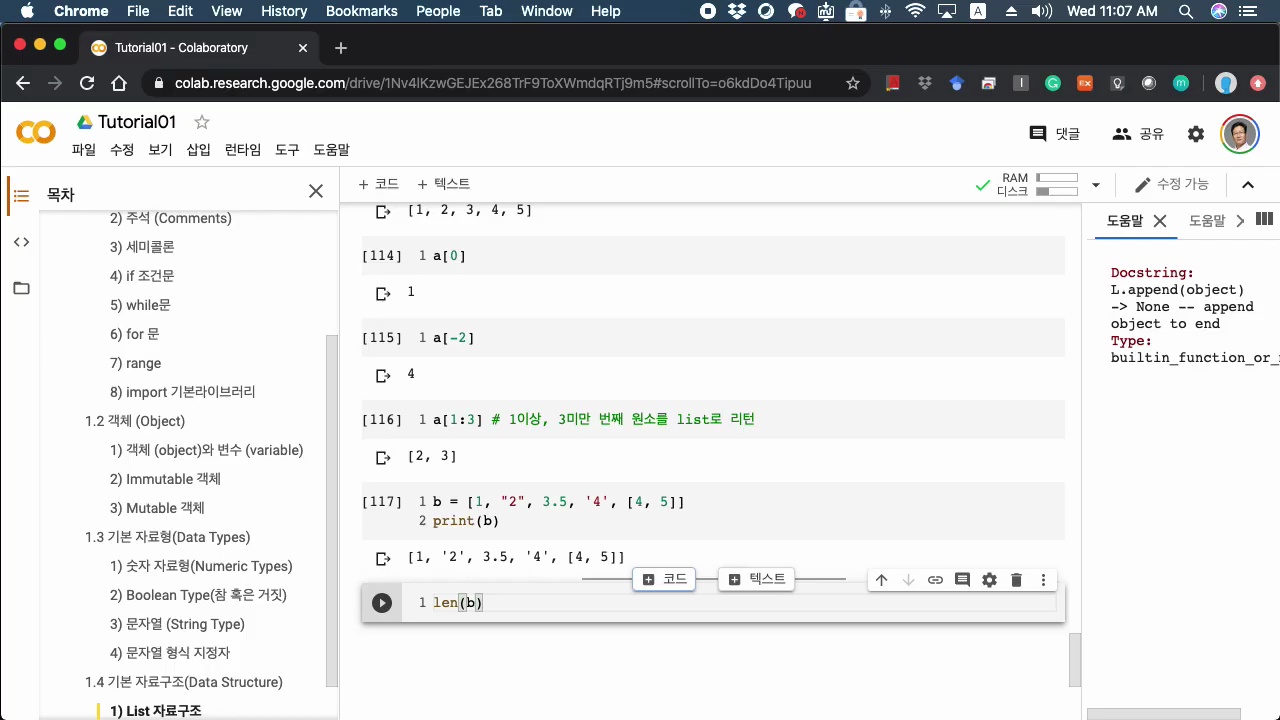 Chrome File Edit View History Bookmarks People Tab Window Help Wed 11:07 AM
Tutorial01 - Colaboratory
colab.research.google.com/drive/1Nv4lKzwGEJEx268TrF9ToXWmdqRTj9m5#scrollTo=o6kdDo4Tipuu
Tutorial01
파일 수정 보기 삽입 런타임 도구 도움말
댓글 공유
목차
+ 코드 + 텍스트
RAM
디스크
수정 가능
2) 주석 (Comments)
3) 세미콜론
4) if 조건문
5) while문
6) for 문
7) range
8) import 기본라이브러리
1.2 객체 (Object)
1) 객체 (object)와 변수 (variable)
2) Immutable 객체
3) Mutable 객체
1.3 기본 자료형(Data Types)
1) 숫자 자료형(Numeric Types)
2) Boolean Type(참 혹은 거짓)
3) 문자열 (String Type)
4) 문자열 형식 지정자
1.4 기본 자료구조(Data Structure)
1) List 자료구조
[1, 2, 3, 4, 5]
[114] 1 a[0]
1
[115] 1 a[-2]
4
[116] 1 a[1:3] # 1이상, 3미만 번째 원소를 list로 리턴
[2, 3]
[117] 1 b = [1, "2", 3.5, '4', [4, 5]]
2 print(b)
[1, '2', 3.5, '4', [4, 5]]
코드 텍스트
1 len(b)
도움말 도움말
Docstring:
L.append(object)
-> None -- append
object to end
Type:
builtin_function_or_